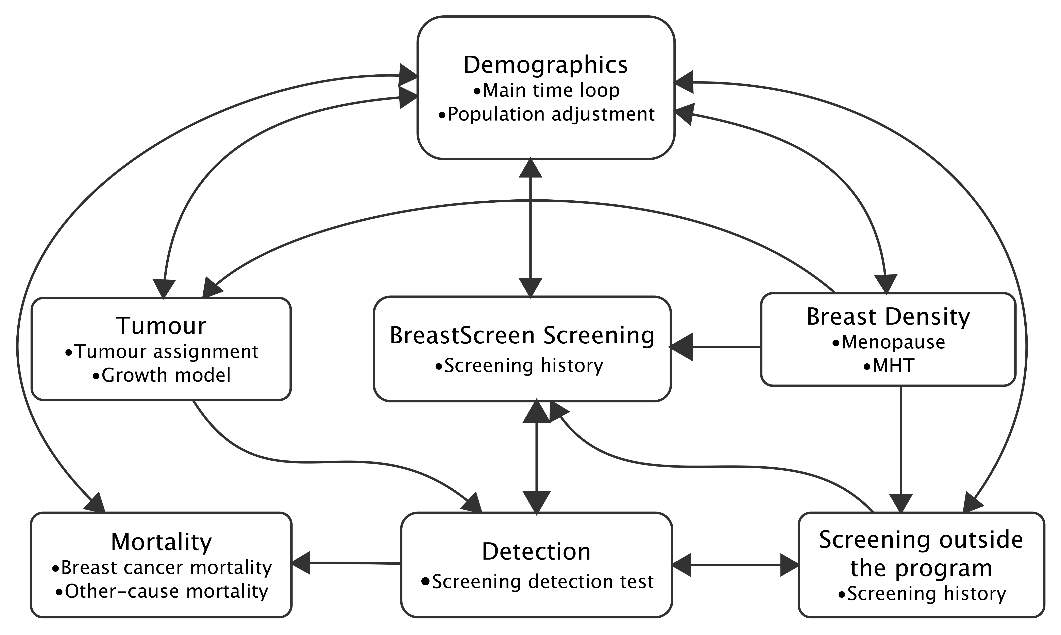 Demographics
•Main time loop
•Population adjustment
Tumour
•Tumour assignment
•Growth model
BreastScreen Screening
•Screening history
Breast Density
•Menopause
•MHT
Mortality
•Breast cancer mortality
•Other-cause mortality
Detection
•Screening detection test
Screening outside
the program
•Screening history